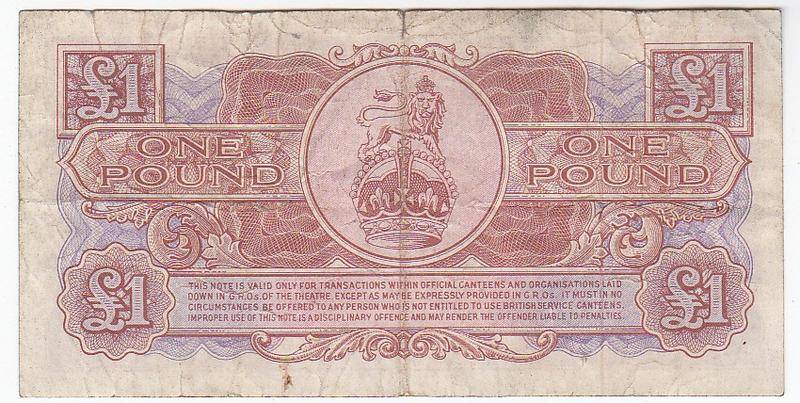 £1 £1
ONE ONE
POUND POUND
£1 £1
THIS NOTE IS VALID ONLY FOR TRANSACTIONS WITHIN OFFICIAL CANTEENS AND ORGANISATIONS LAID
DOWN IN G.R.Os. OF THE THEATRE, EXCEPT AS MAY BE EXPRESSLY PROVIDED IN G.R.Os. IT MUST IN NO
CIRCUMSTANCES BE OFFERED TO ANY PERSON WHO IS NOT ENTITLED TO USE BRITISH SERVICE CANTEENS.
IMPROPER USE OF THIS NOTE IS A DISCIPLINARY OFFENCE AND MAY RENDER THE OFFENDER LIABLE TO PENALTIES.